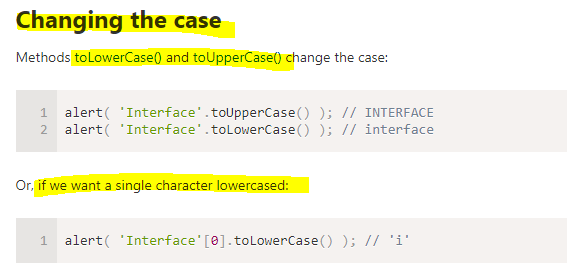 Changing the case
Methods toLowerCase() and toUpperCase() change the case:
1 alert( 'Interface'.toUpperCase() ); // INTERFACE
2 alert( 'Interface'.toLowerCase() ); // interface
Or, if we want a single character lowercased:
1 alert( 'Interface'[0].toLowerCase() ); // 'i'